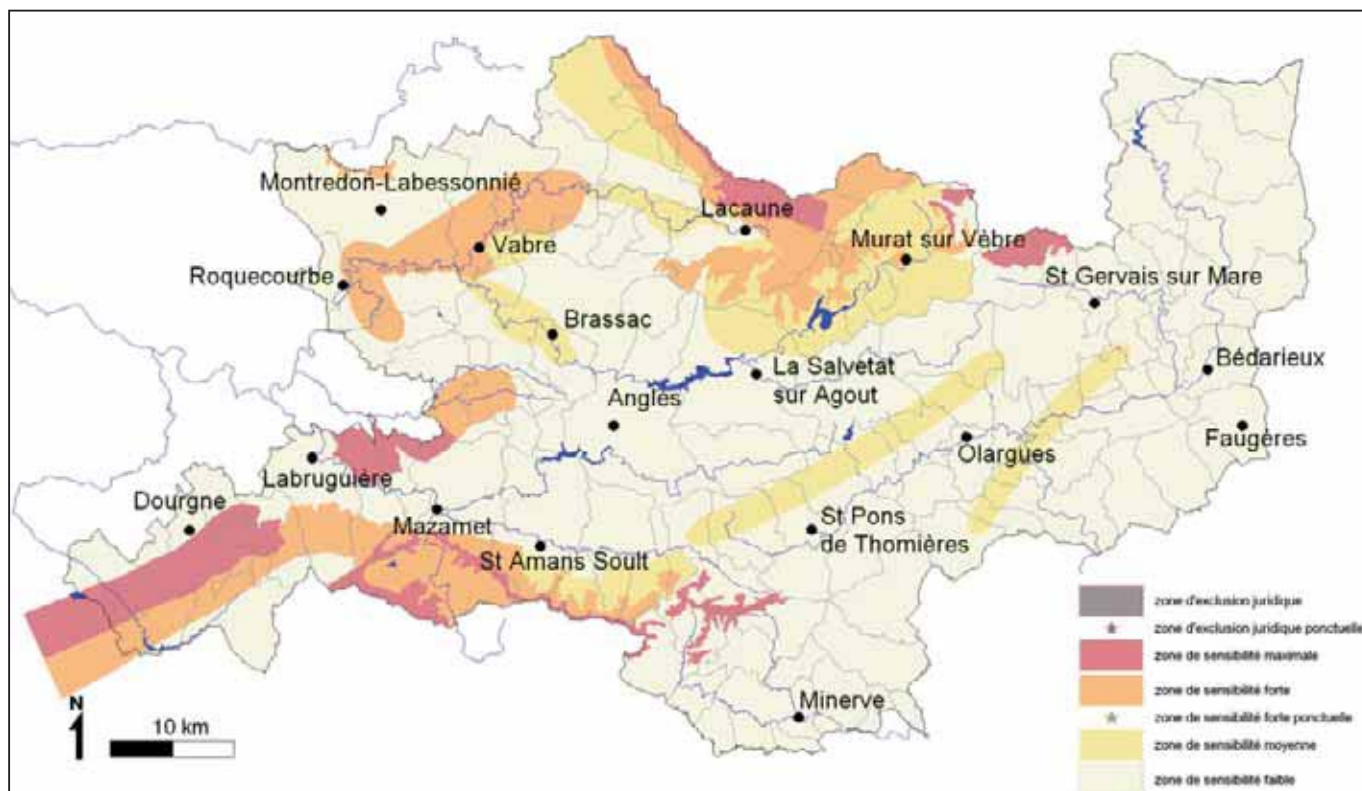 Montredon-Labessonnié
Lacaune
Vabre
Murat sur Vèbre
Roquecourbe
St Gervais sur Mare
Brassac
Bédarieux
La Salvetat
sur Agout
Anglès
Faugères
Olargues
Labruguière
Dourgne
Mazamet
St Pons
de Thomières
St Amans Soult
Minerve
N
10 km
zone d'exclusion juridique
zone d'exclusion juridique ponctuelle
zone de sensibilité maximale
zone de sensibilité forte
zone de sensibilité forte ponctuelle
zone de sensibilité moyenne
zone de sensibilité faible